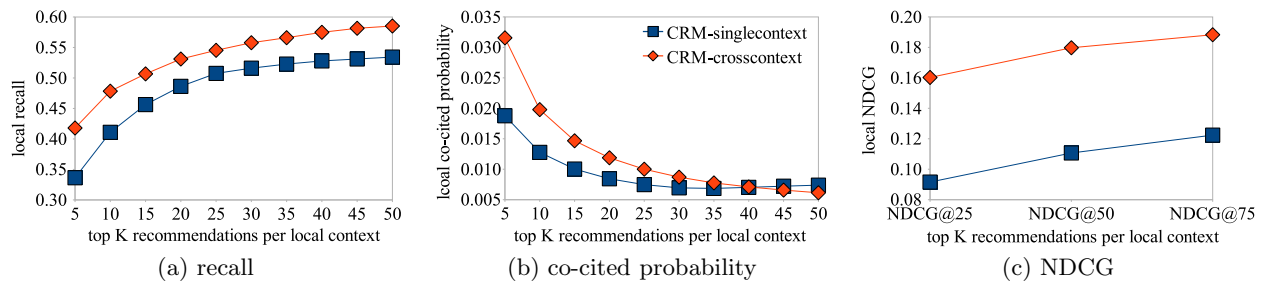 local recall
0.60
0.55
0.50
0.45
0.40
0.35
0.30
5 10 15 20 25 30 35 40 45 50
top K recommendations per local context
(a) recall
lcoal co-cited probability
0.035
0.030
0.025
0.020
0.015
0.010
0.005
CRM-singlecontext
CRM-crosscontext
5 10 15 20 25 30 35 40 45 50
top K recommendations per local context
(b) co-cited probability
local NDCG
0.20
0.18
0.16
0.14
0.12
0.10
0.08
NDCG@25 NDCG@50 NDCG@75
top K recommendations per local context
(c) NDCG